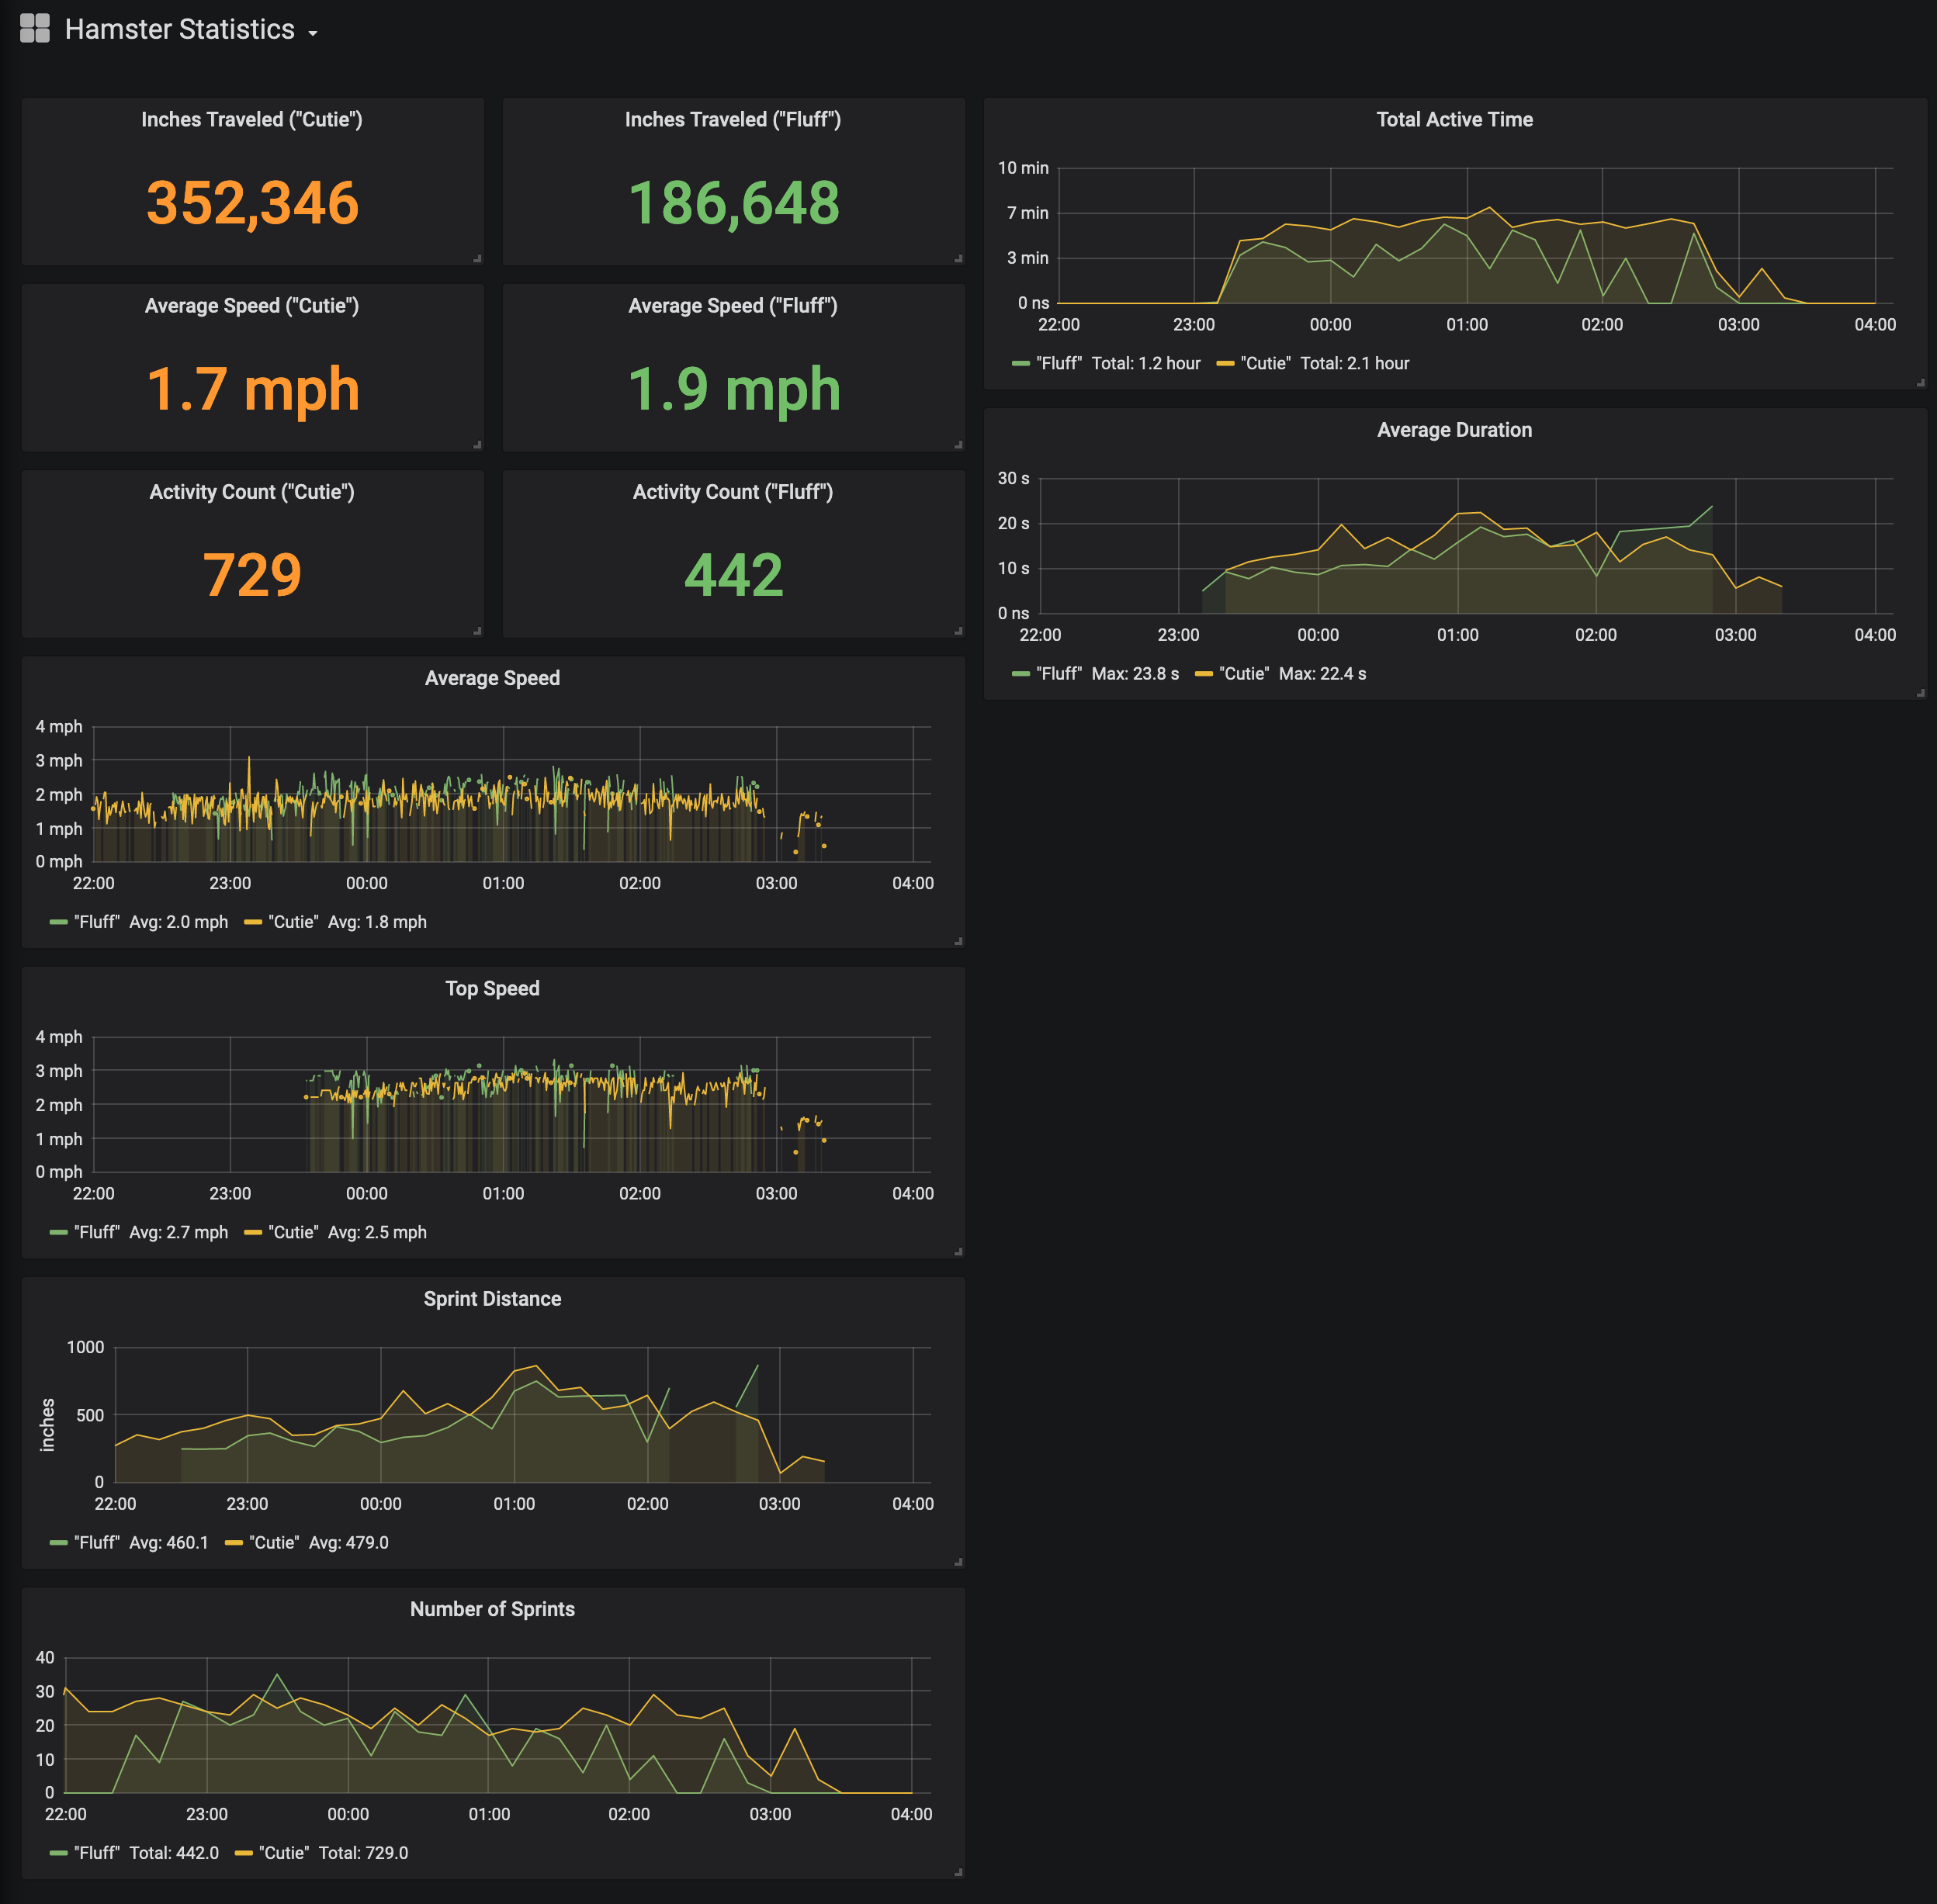 Hamster Statistics
Inches Traveled ("Cutie")
352,346
Inches Traveled ("Fluff")
186,648
Total Active Time
10 min
7 min
3 min
0 ns
22:00 23:00 00:00 01:00 02:00 03:00 04:00
"Fluff" Total: 1.2 hour "Cutie" Total: 2.1 hour
Average Speed ("Cutie")
1.7 mph
Average Speed ("Fluff")
1.9 mph
Activity Count ("Cutie")
729
Activity Count ("Fluff")
442
Average Duration
30 s
20 s
10 s
0 ns
22:00 23:00 00:00 01:00 02:00 03:00 04:00
"Fluff" Max: 23.8 s "Cutie" Max: 22.4 s
Average Speed
4 mph
3 mph
2 mph
1 mph
0 mph
22:00 23:00 00:00 01:00 02:00 03:00 04:00
"Fluff" Avg: 2.0 mph "Cutie" Avg: 1.8 mph
Top Speed
4 mph
3 mph
2 mph
1 mph
0 mph
22:00 23:00 00:00 01:00 02:00 03:00 04:00
"Fluff" Avg: 2.7 mph "Cutie" Avg: 2.5 mph
Sprint Distance
inches
1000
500
0
22:00 23:00 00:00 01:00 02:00 03:00 04:00
"Fluff" Avg: 460.1 "Cutie" Avg: 479.0
Number of Sprints
40
30
20
10
0
22:00 23:00 00:00 01:00 02:00 03:00 04:00
"Fluff" Total: 442.0 "Cutie" Total: 729.0